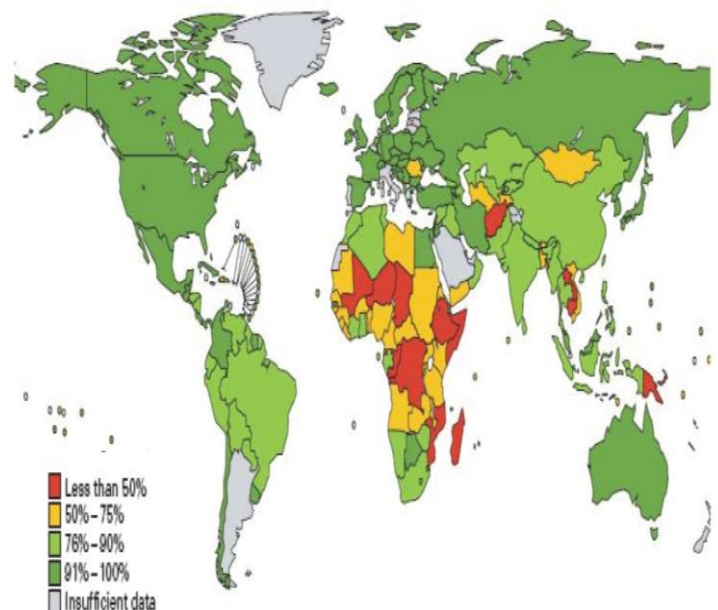 Less than 50%
50%–75%
76%–90%
91%–100%
Insufficient data